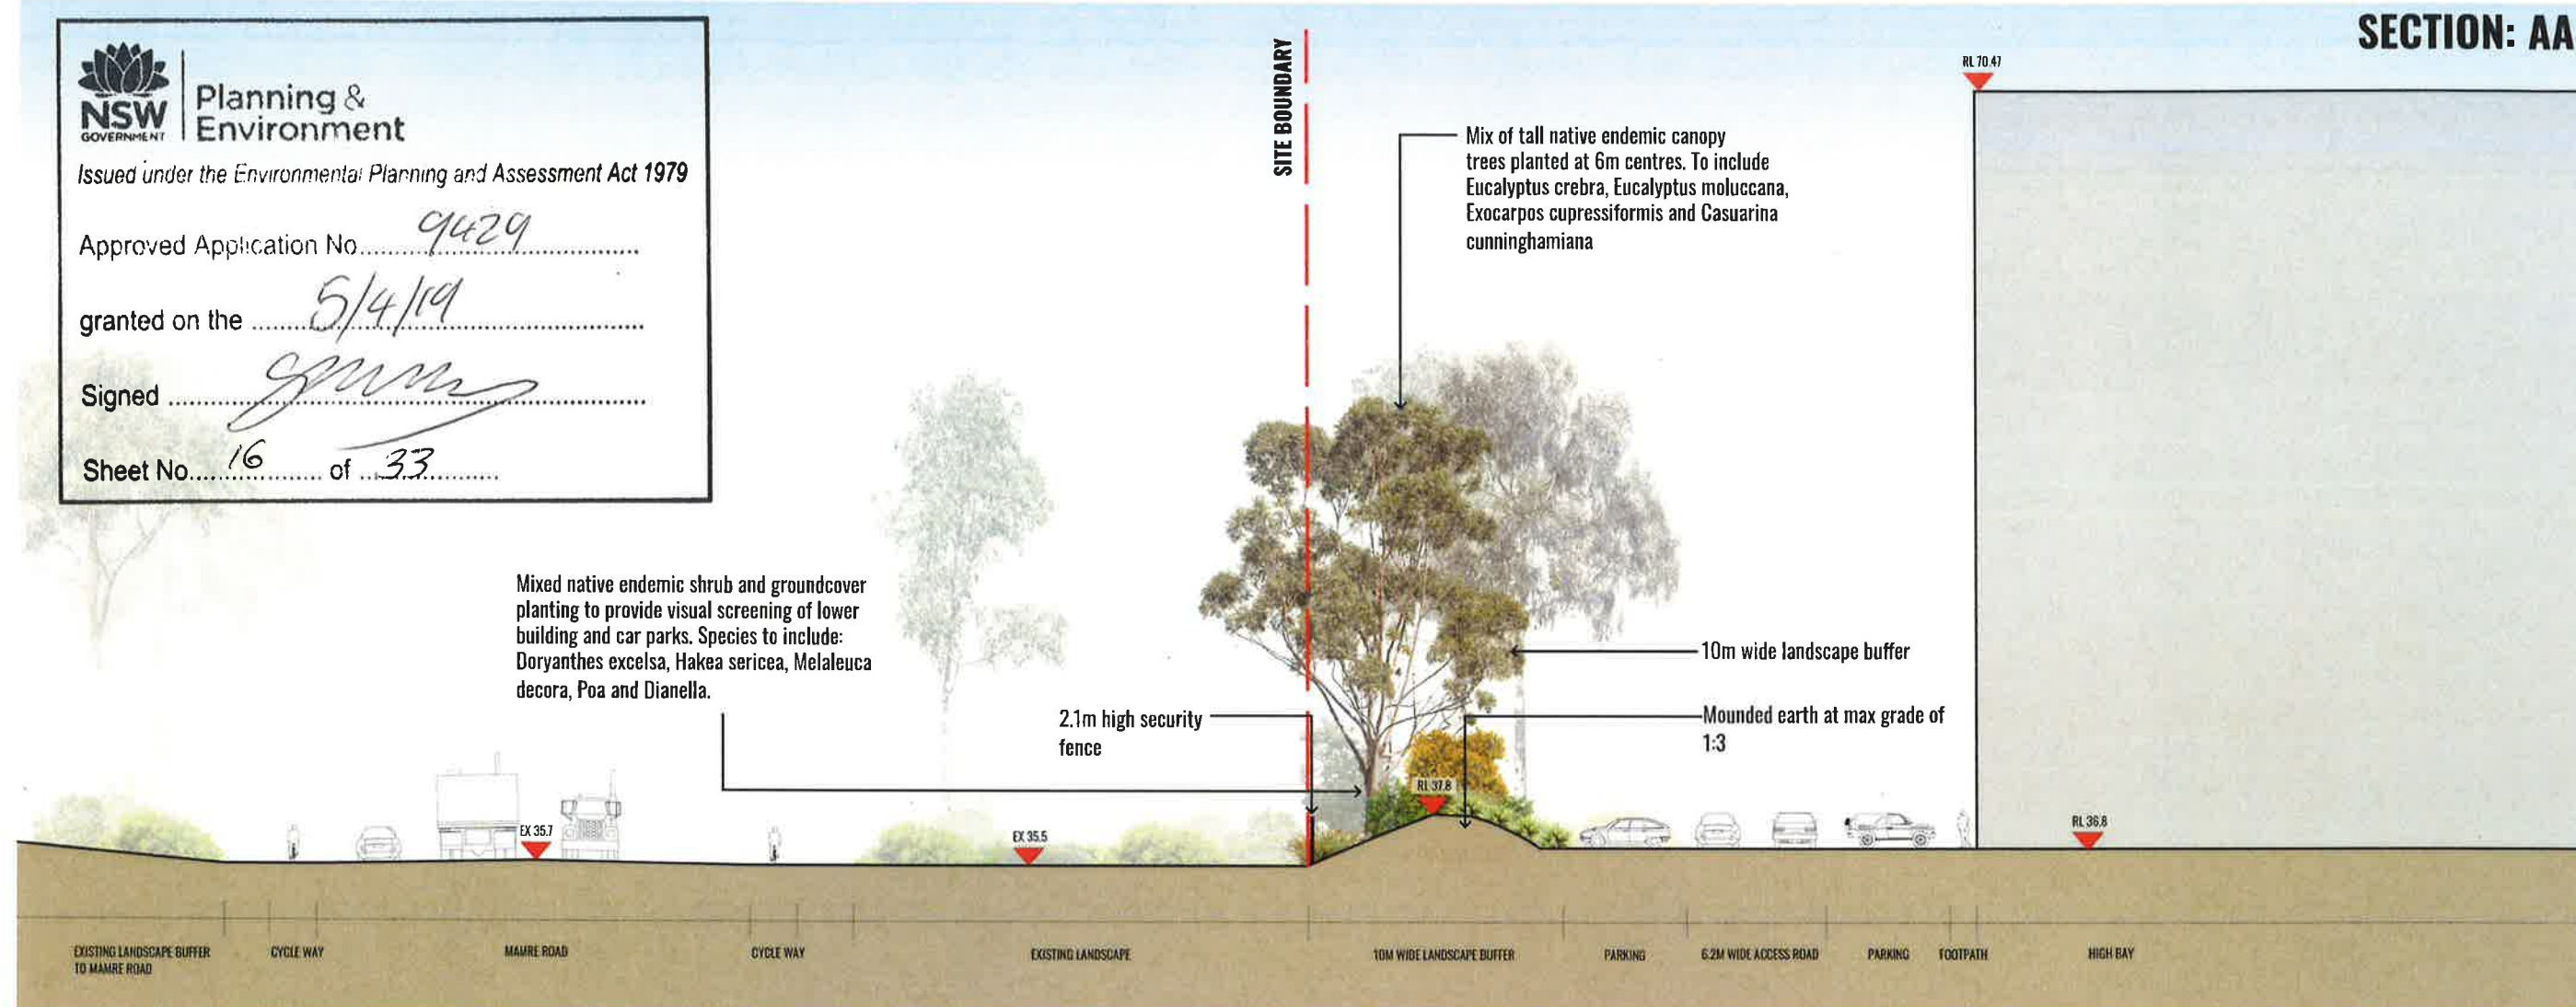 SECTION: AA
NSW
GOVERNMENT
Planning &
Environment
Issued under the Environmental Planning and Assessment Act 1979
Approved Application No. 9429
granted on the 5/4/19
Signed
Sheet No. 16 of 33
SITE BOUNDARY
RL 70.47
Mix of tall native endemic canopy
trees planted at 6m centres. To include
Eucalyptus crebra, Eucalyptus moluccana,
Exocarpos cupressiformis and Casuarina
cunninghamiana
Mixed native endemic shrub and groundcover
planting to provide visual screening of lower
building and car parks. Species to include:
Doryanthes excelsa, Hakea sericea, Melaleuca
decora, Poa and Dianella.
2.1m high security
fence
10m wide landscape buffer
Mounded earth at max grade of
1:3
EX 35.7
EX 35.5
RL 37.8
RL 36.8
EXISTING LANDSCAPE BUFFER
TO MAMRE ROAD
CYCLE WAY
MAMRE ROAD
CYCLE WAY
EXISTING LANDSCAPE
10M WIDE LANDSCAPE BUFFER
PARKING
6.2M WIDE ACCESS ROAD
PARKING
FOOTPATH
HIGH BAY